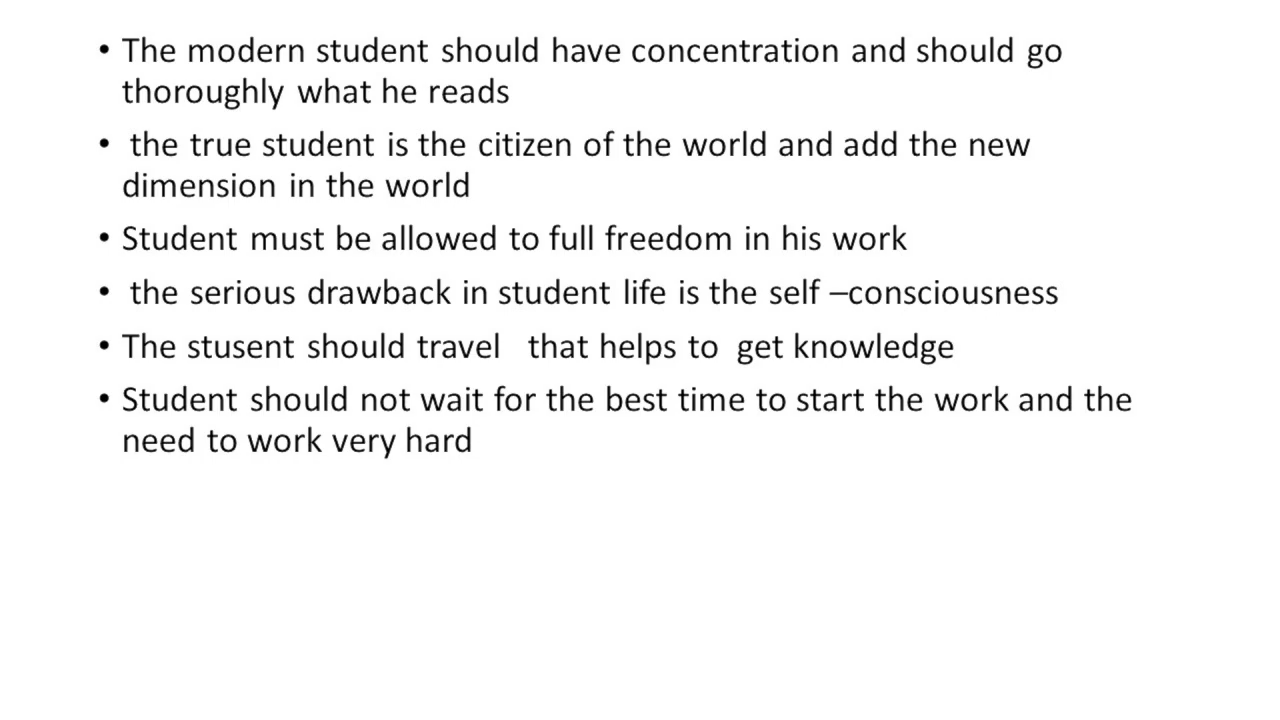 • The modern student should have concentration and should go
thoroughly what he reads
• the true student is the citizen of the world and add the new
dimension in the world
• Student must be allowed to full freedom in his work
• the serious drawback in student life is the self –consciousness
• The stusent should travel   that helps to  get knowledge
• Student should not wait for the best time to start the work and the
need to work very hard